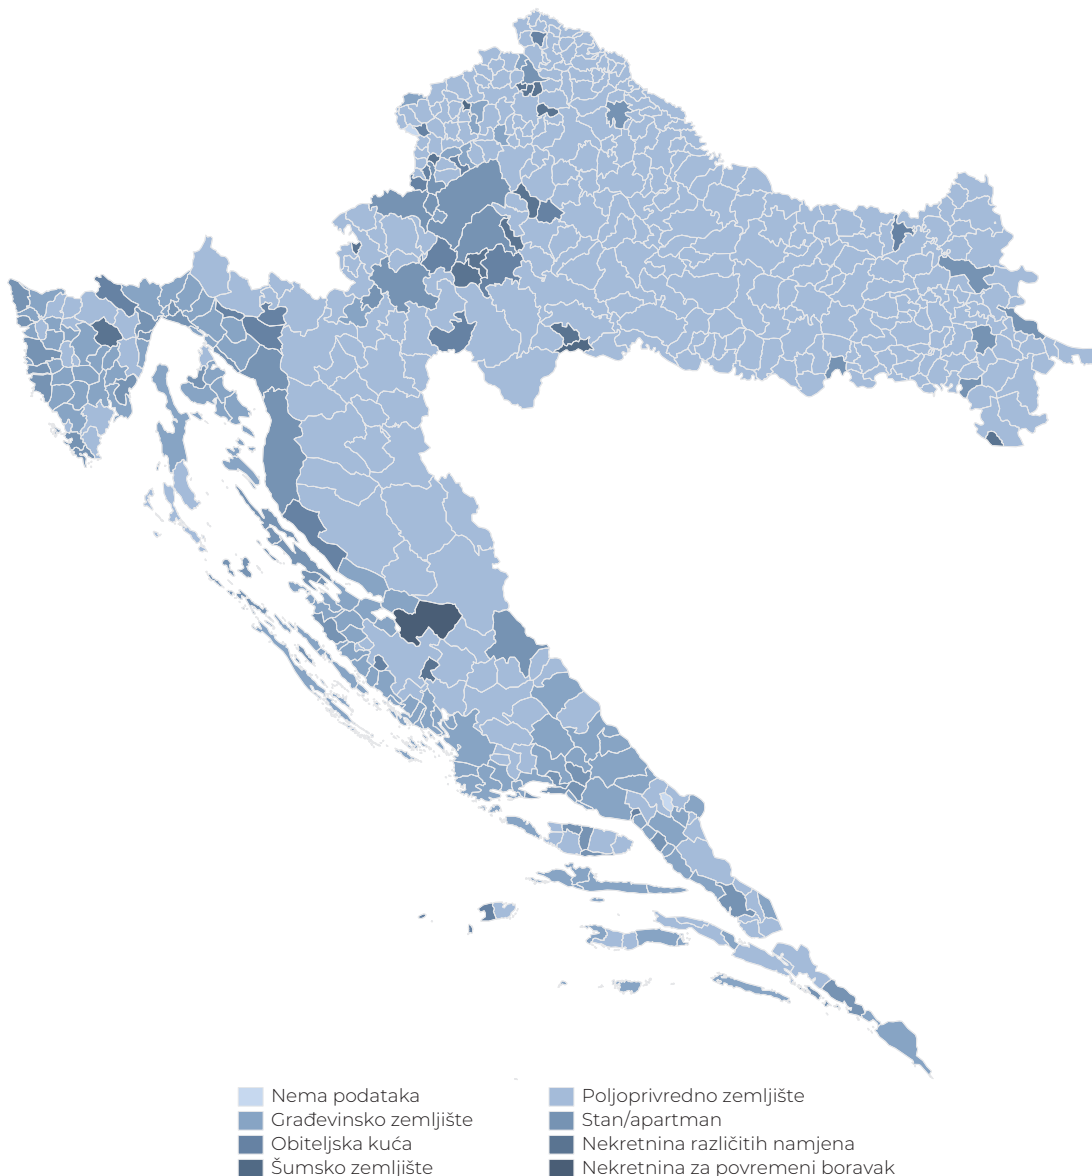 Nema podataka
Građevinsko zemljište
Obiteljska kuća
Šumsko zemljište
Poljoprivredno zemljište
Stan/apartman
Nekretnina različitih namjena
Nekretnina za povremeni boravak